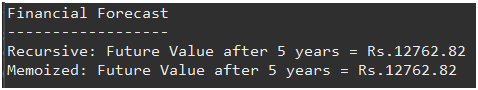 Financial Forecast
------------------
Recursive: Future Value after 5 years = Rs.12762.82
Memoized: Future Value after 5 years = Rs.12762.82